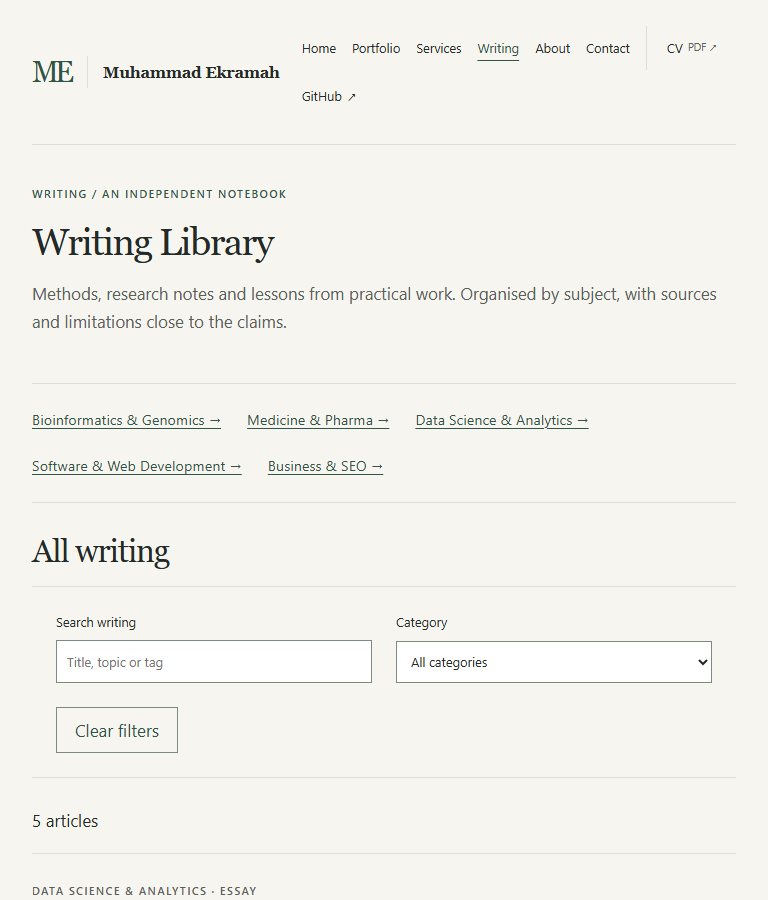 ME
Muhammad Ekramah
Home Portfolio Services Writing About Contact CV PDF ↗
GitHub ↗
WRITING / AN INDEPENDENT NOTEBOOK
Writing Library
Methods, research notes and lessons from practical work. Organised by subject, with sources
and limitations close to the claims.
Bioinformatics & Genomics → Medicine & Pharma → Data Science & Analytics →
Software & Web Development → Business & SEO →
All writing
Search writing Category
Title, topic or tag All categories
Clear filters
5 articles
DATA SCIENCE & ANALYTICS · ESSAY